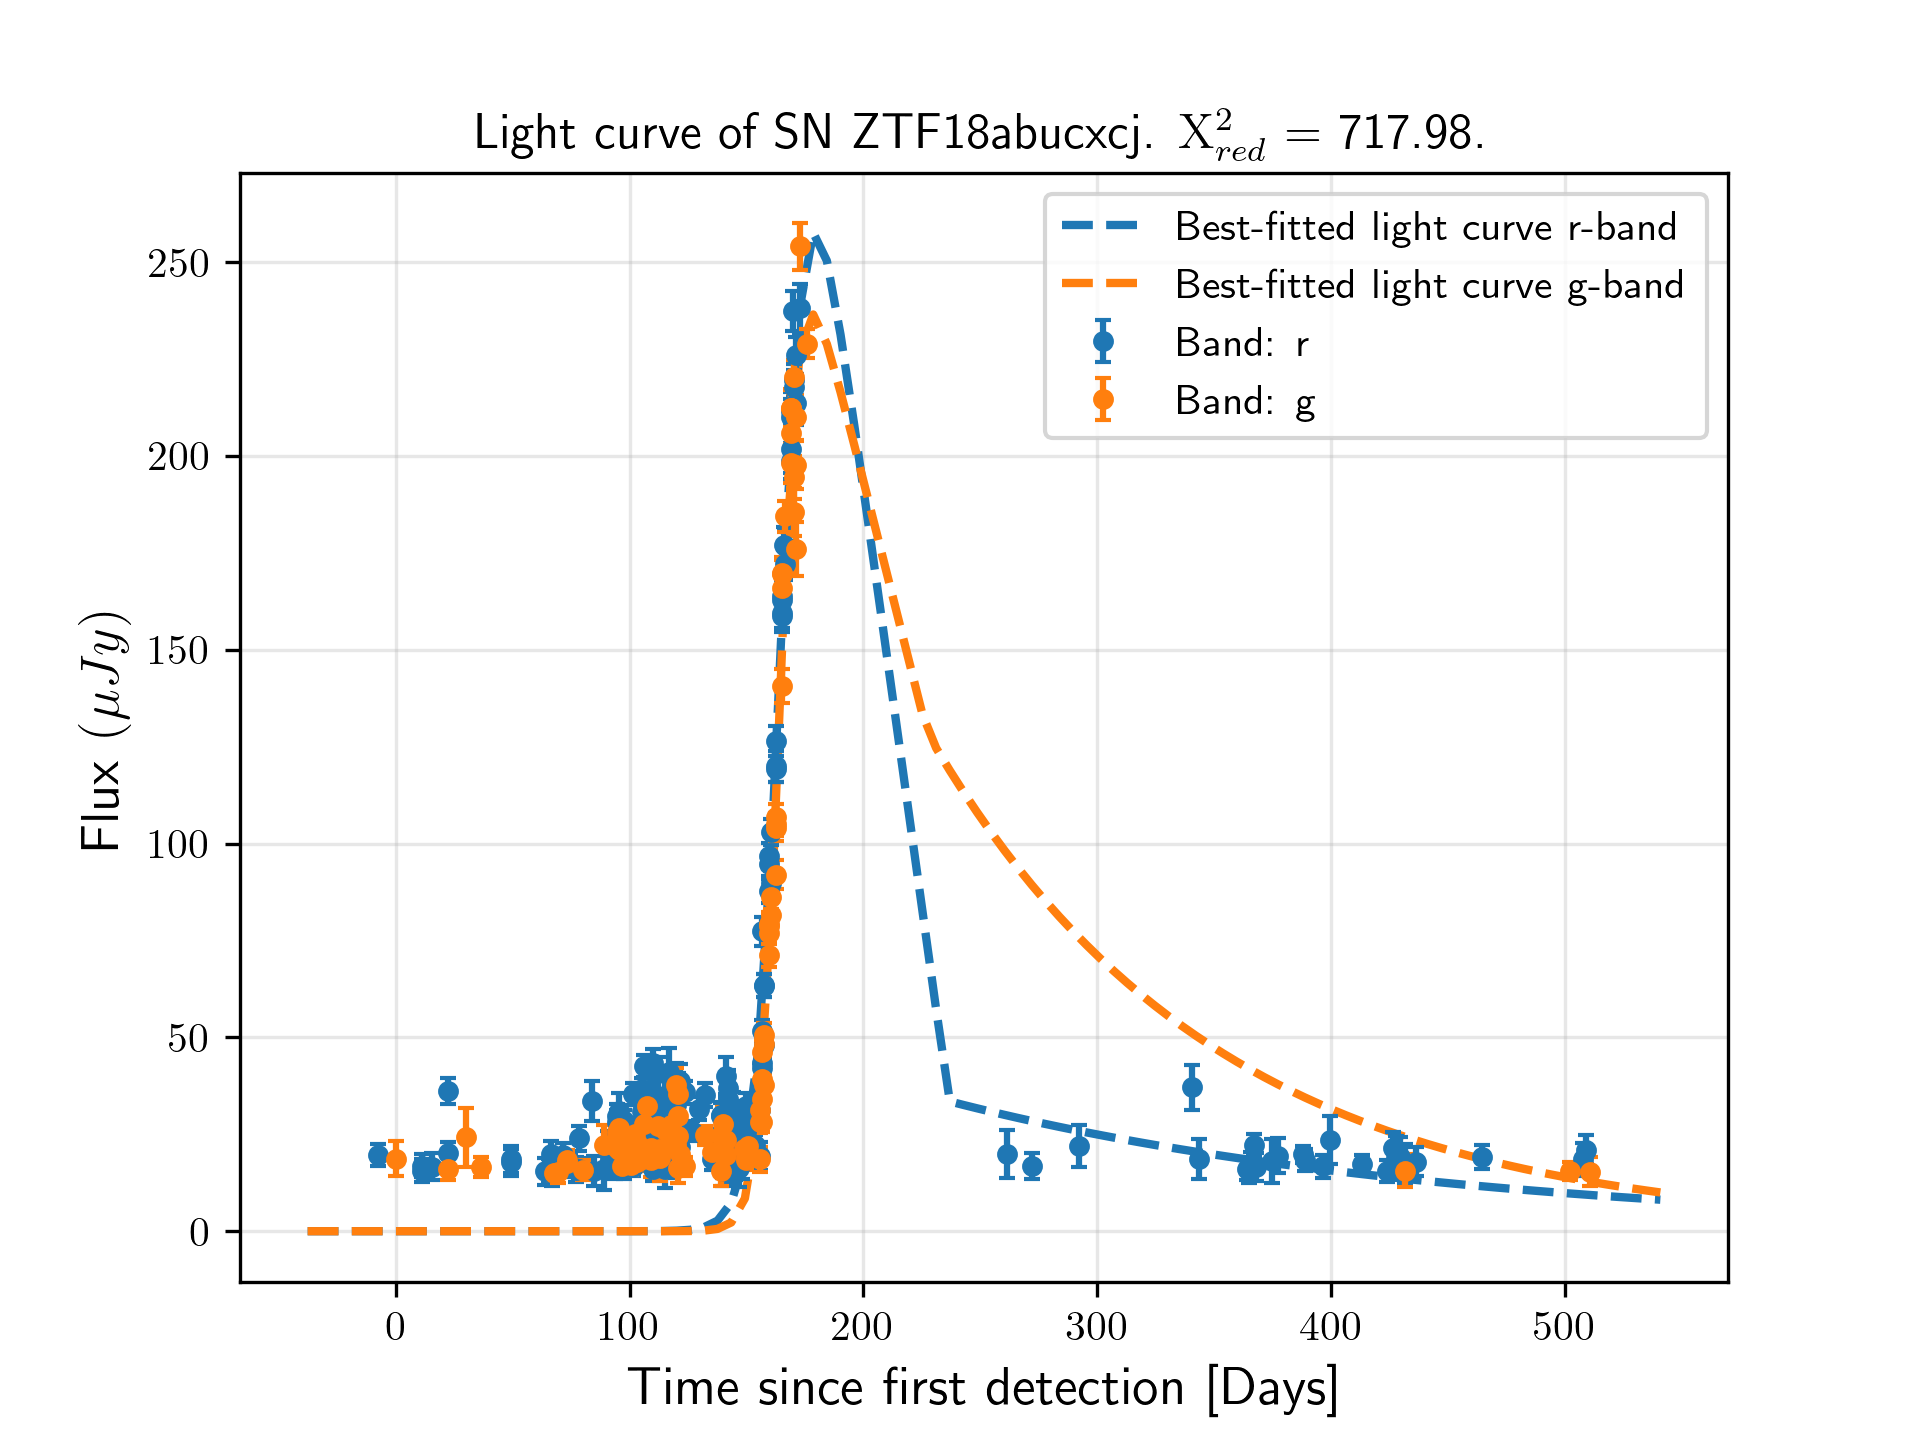 Light curve of SN ZTF18abucxcj. X²red = 717.98.
Best-fitted light curve r-band
Best-fitted light curve g-band
Band: r
Band: g
250
200
150
100
50
0
Flux (μJy)
0 100 200 300 400 500
Time since first detection [Days]